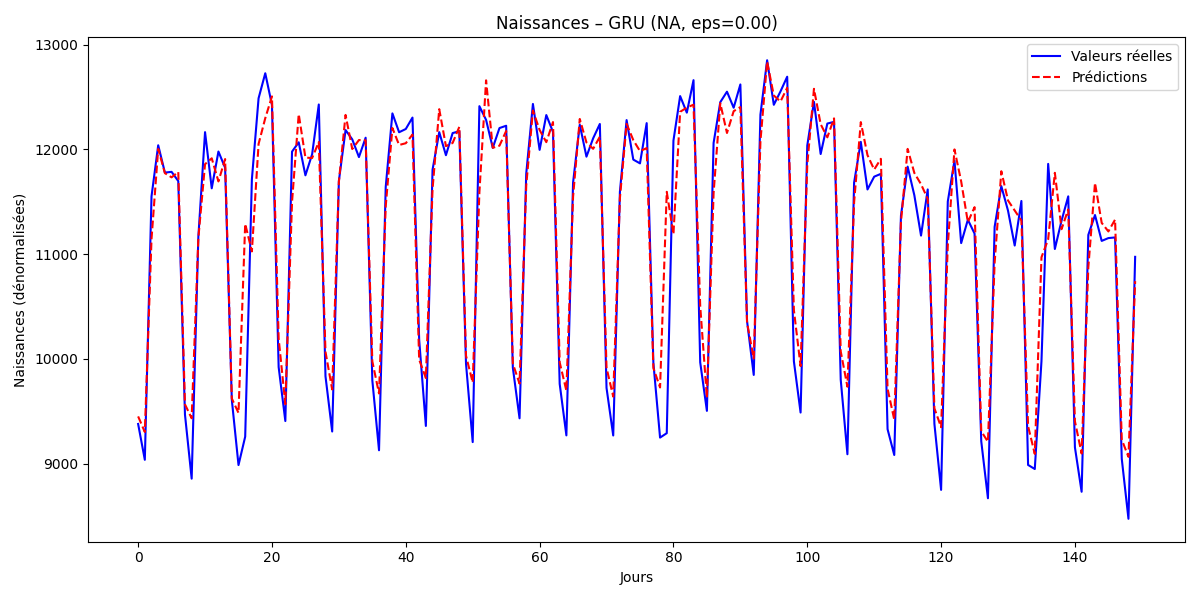 Naissances – GRU (NA, eps=0.00)
Valeurs réelles
Prédictions
Naissances (dénormalisées)
13000
12000
11000
10000
9000
0 20 40 60 80 100 120 140
Jours